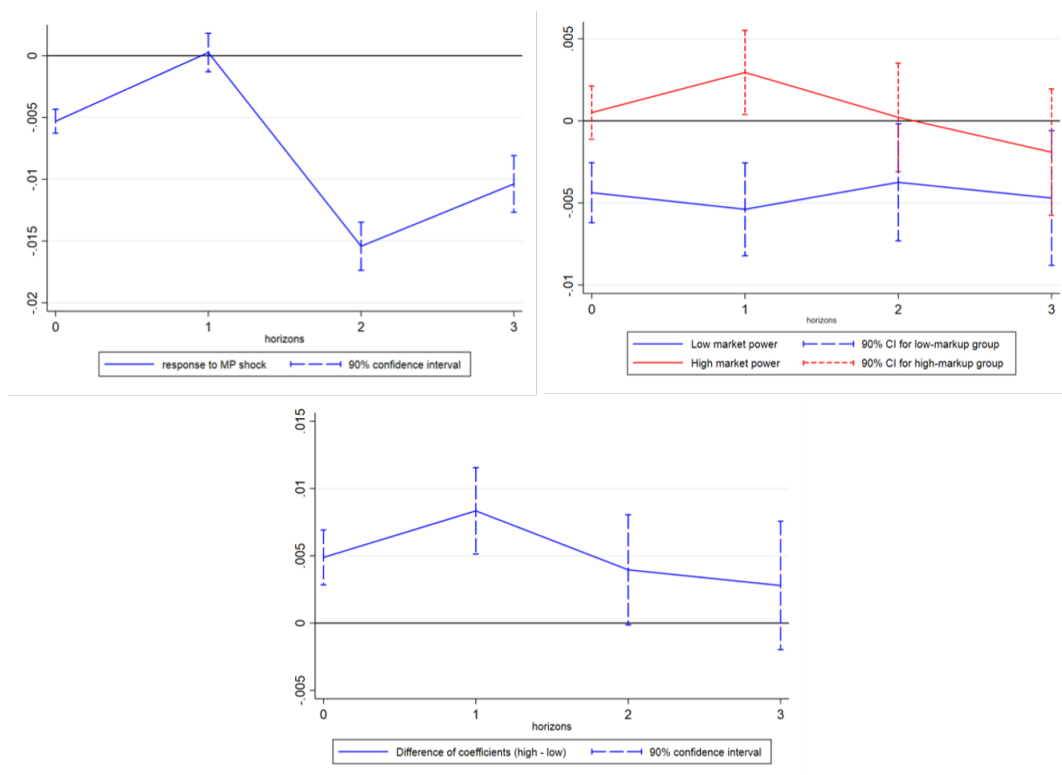 0
-.005
-.01
-.015
-.02
0 1 2 3
horizons
response to MP shock 90% confidence interval
.005
0
-.005
-.01
0 1 2 3
horizons
Low market power 90% CI for low-markup group
High market power 90% CI for high-markup group
.015
.01
.005
0
-.005
0 1 2 3
horizons
Difference of coefficients (high - low) 90% confidence interval